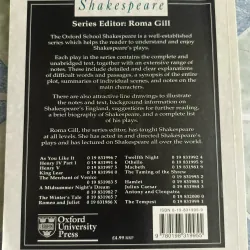 Shakespeare
Series Editor: Roma Gill
The Oxford School Shakespeare is a well-established
series which helps the reader to understand and enjoy
Shakespeare's plays.
Each play in the series contains the complete and
unabridged text, together with an extensive range of
notes. These include detailed and clear explanations
of difficult words and passages, a synopsis of the entire
plot, summaries of individual scenes, and notes on the
main characters.
There are also attractive line drawings to illustrate
the notes and text, background information on
Shakespeare's England, suggestions for further reading,
a brief biography of Shakespeare, and a complete list
of his plays.
Roma Gill, the series editor, has taught Shakespeare
at all levels. She has acted in and directed Shakespeare's
plays and has lectured on Shakespeare all over the world.
As You Like It
Henry IV Part I
Henry V
King Lear
The Merchant of Venice
A Midsummer Night's Dream
The Winter's Tale
Romeo and Juliet
Twelfth Night
Othello
Macbeth
The Taming of the Shrew
Hamlet
Julius Caesar
Antony and Cleopatra
The Tempest
Oxford
University
Press
£4.99